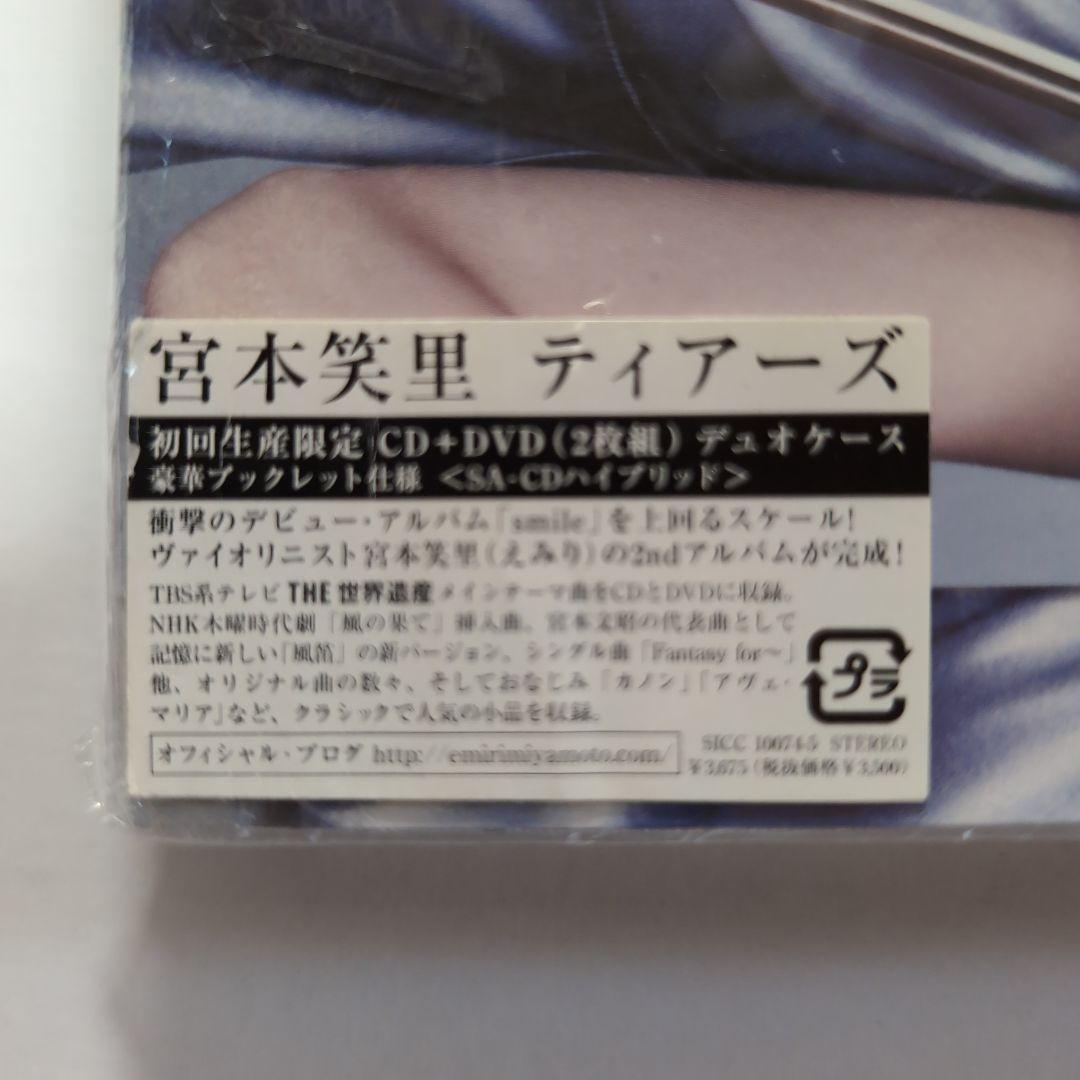 宮本笑里 ティアーズ
初回生産限定 CD+DVD(2枚組) デュオケース
豪華ブックレット仕様 <SA-CDハイブリッド>
衝撃のデビュー・アルバム「smile」を上回るスケール!
ヴァイオリニスト宮本笑里(えみり)の2ndアルバムが完成!
TBS系テレビ THE 世界遺産 メインテーマ曲をCDとDVDに収録。
NHK木曜時代劇「風の果て」挿入曲、宮本文昭の代表曲として
記憶に新しい「風笛」の新バージョン、シングル曲「Fantasy for〜」
他、オリジナル曲の数々、そしておなじみ「カノン」「アヴェ・
マリア」など、クラシックで人気の小品を収録。
プラ
オフィシャル・ブログ http://emirimiyamoto.com/
SICC 10074-5 STEREO
¥3,675 (税抜価格¥3,500)